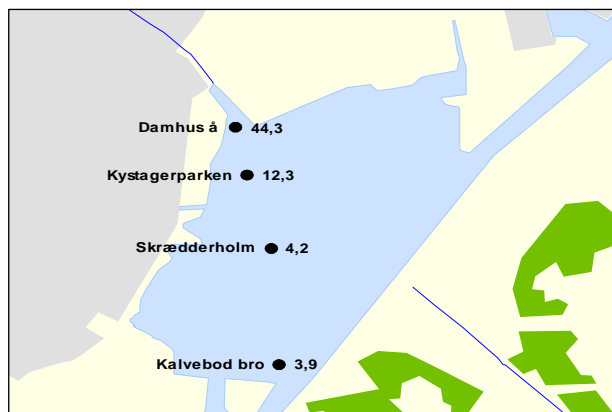 Damhus å 44,3
Kystagerparken 12,3
Skrædderholm 4,2
Kalvebod bro 3,9